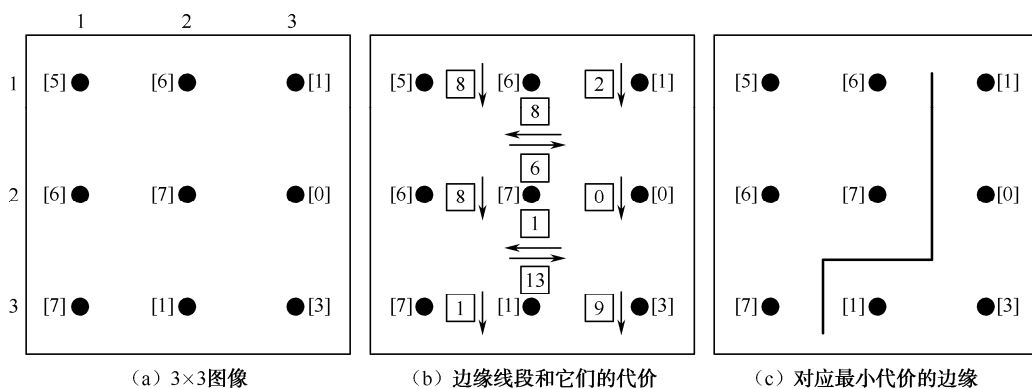 1 2 3
1 [5] [6] [1] [5] 8 [6] 2 [1] [5] [6] [1]
8
6
2 [6] [7] [0] [6] 8 [7] 0 [0] [6] [7] [0]
1
13
3 [7] [1] [3] [7] 1 [1] 9 [3] [7] [1] [3]
（a）3×3图像 （b）边缘线段和它们的代价 （c）对应最小代价的边缘